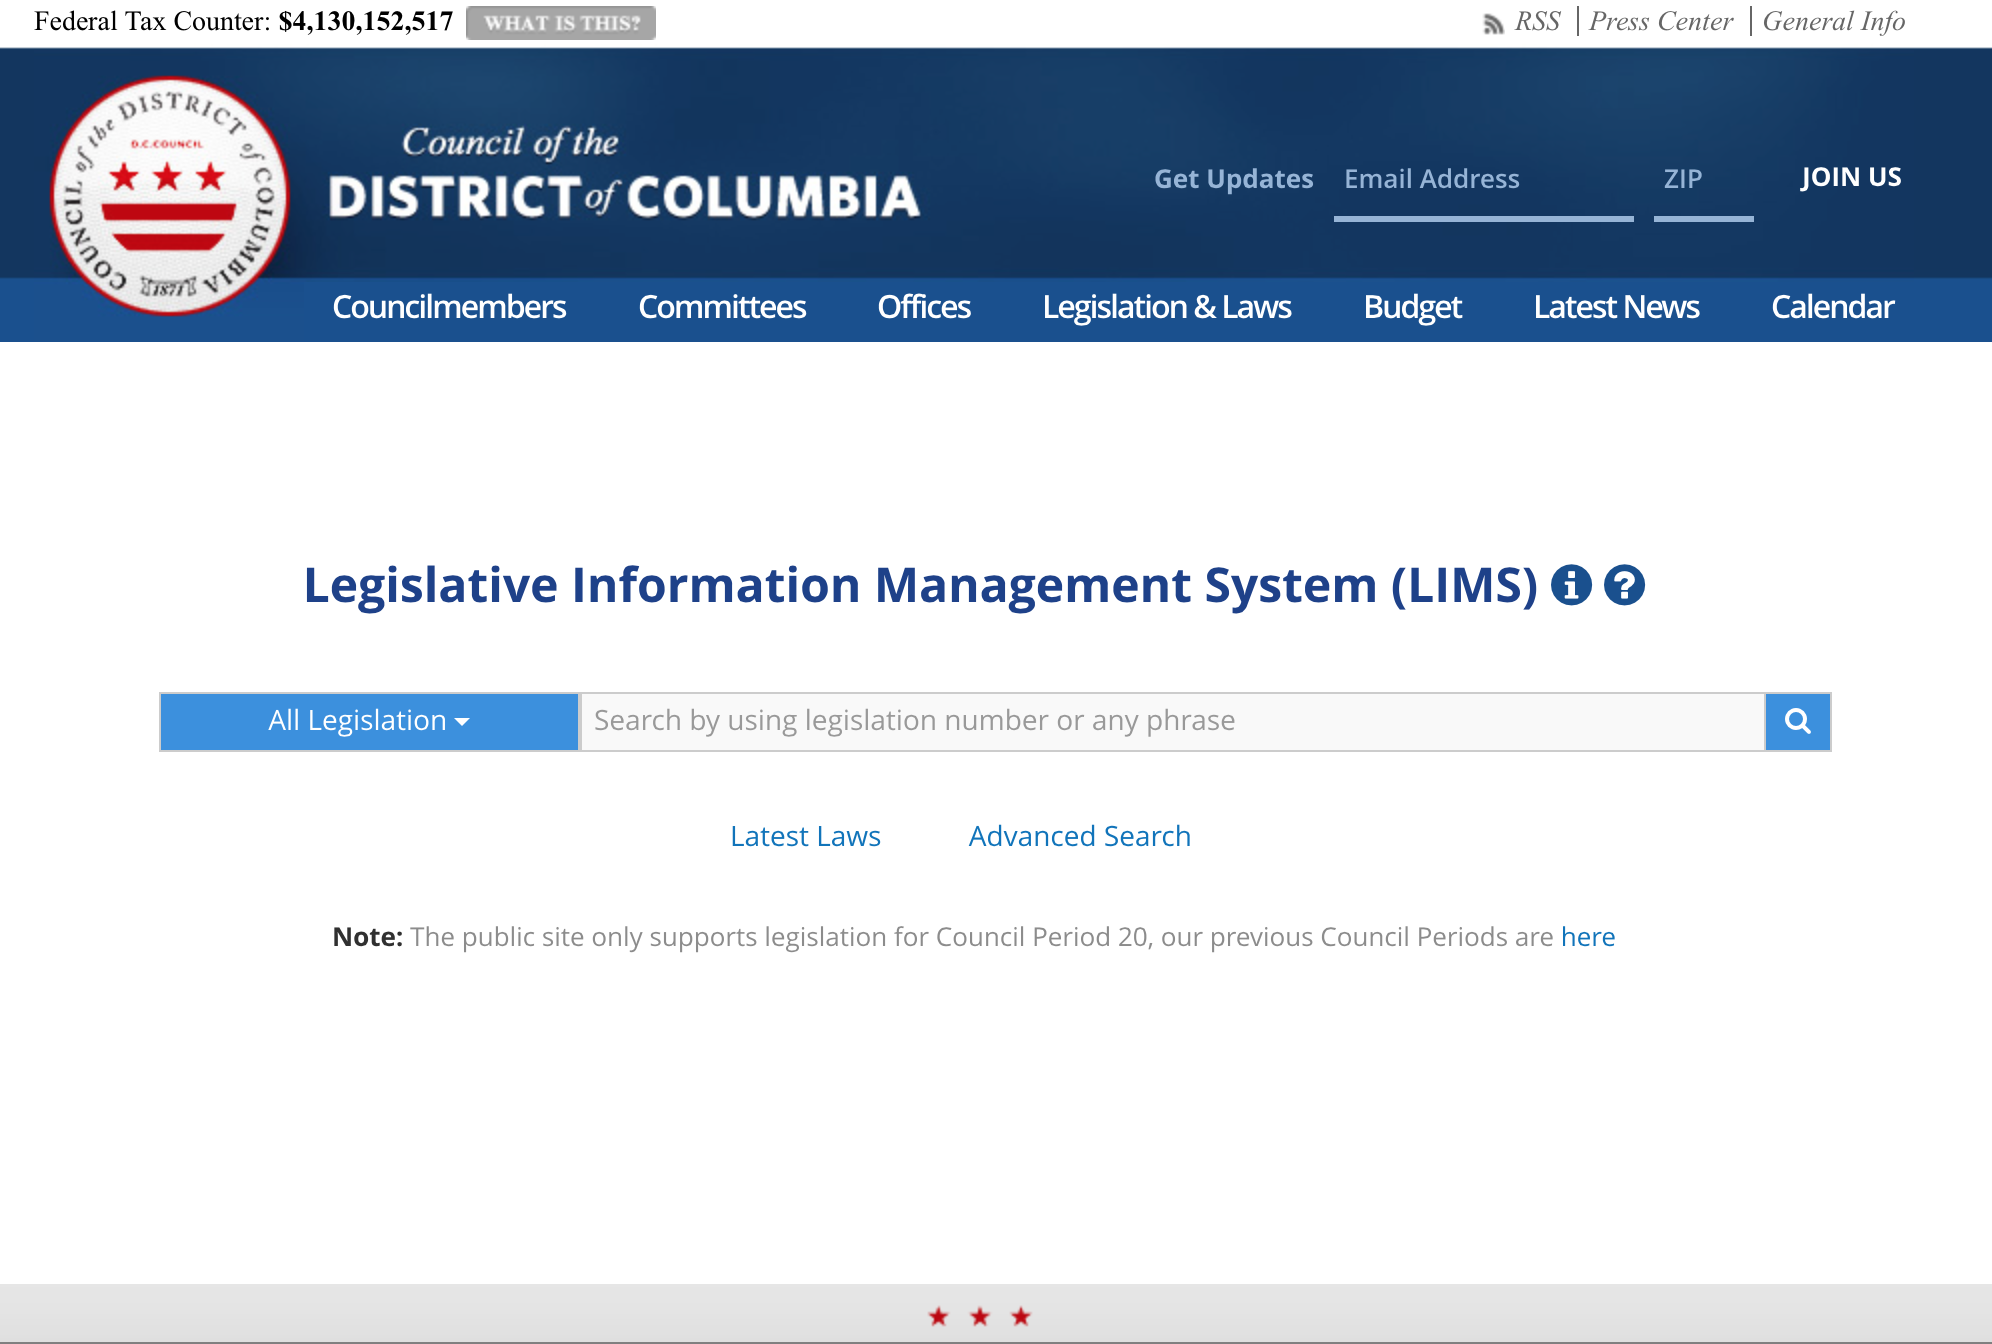 Federal Tax Counter: $4,130,152,517 WHAT IS THIS?
RSS | Press Center | General Info
COUNCIL of the DISTRICT of COLUMBIA
D.C.COUNCIL
1871
Council of the
DISTRICT of COLUMBIA
Get Updates Email Address ZIP JOIN US
Councilmembers Committees Offices Legislation & Laws Budget Latest News Calendar
Legislative Information Management System (LIMS)
All Legislation Search by using legislation number or any phrase
Latest Laws Advanced Search
Note: The public site only supports legislation for Council Period 20, our previous Council Periods are here